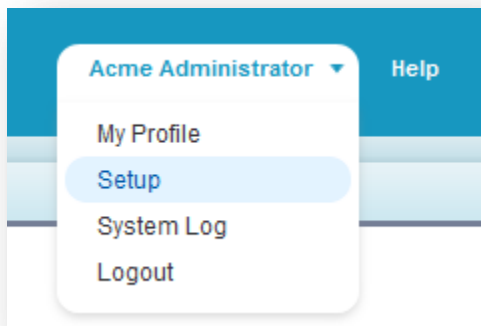 Acme Administrator Help
My Profile
Setup
System Log
Logout